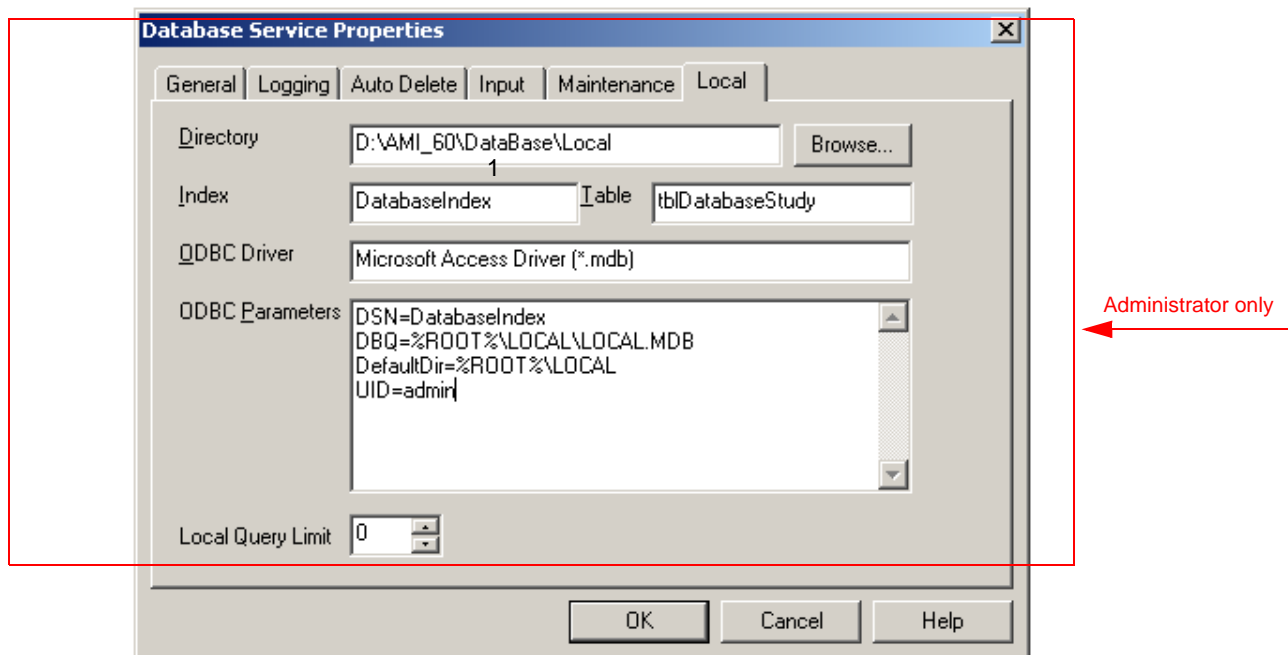 Database Service Properties
General Logging Auto Delete Input Maintenance Local
Directory D:\AMI_60\DataBase\Local Browse...
1
Index DatabaseIndex Table tblDatabaseStudy
ODBC Driver Microsoft Access Driver (*.mdb)
ODBC Parameters DSN=DatabaseIndex
DBQ=%ROOT%\LOCAL\LOCAL.MDB
DefaultDir=%ROOT%\LOCAL
UID=admin
Administrator only
Local Query Limit 0
OK Cancel Help